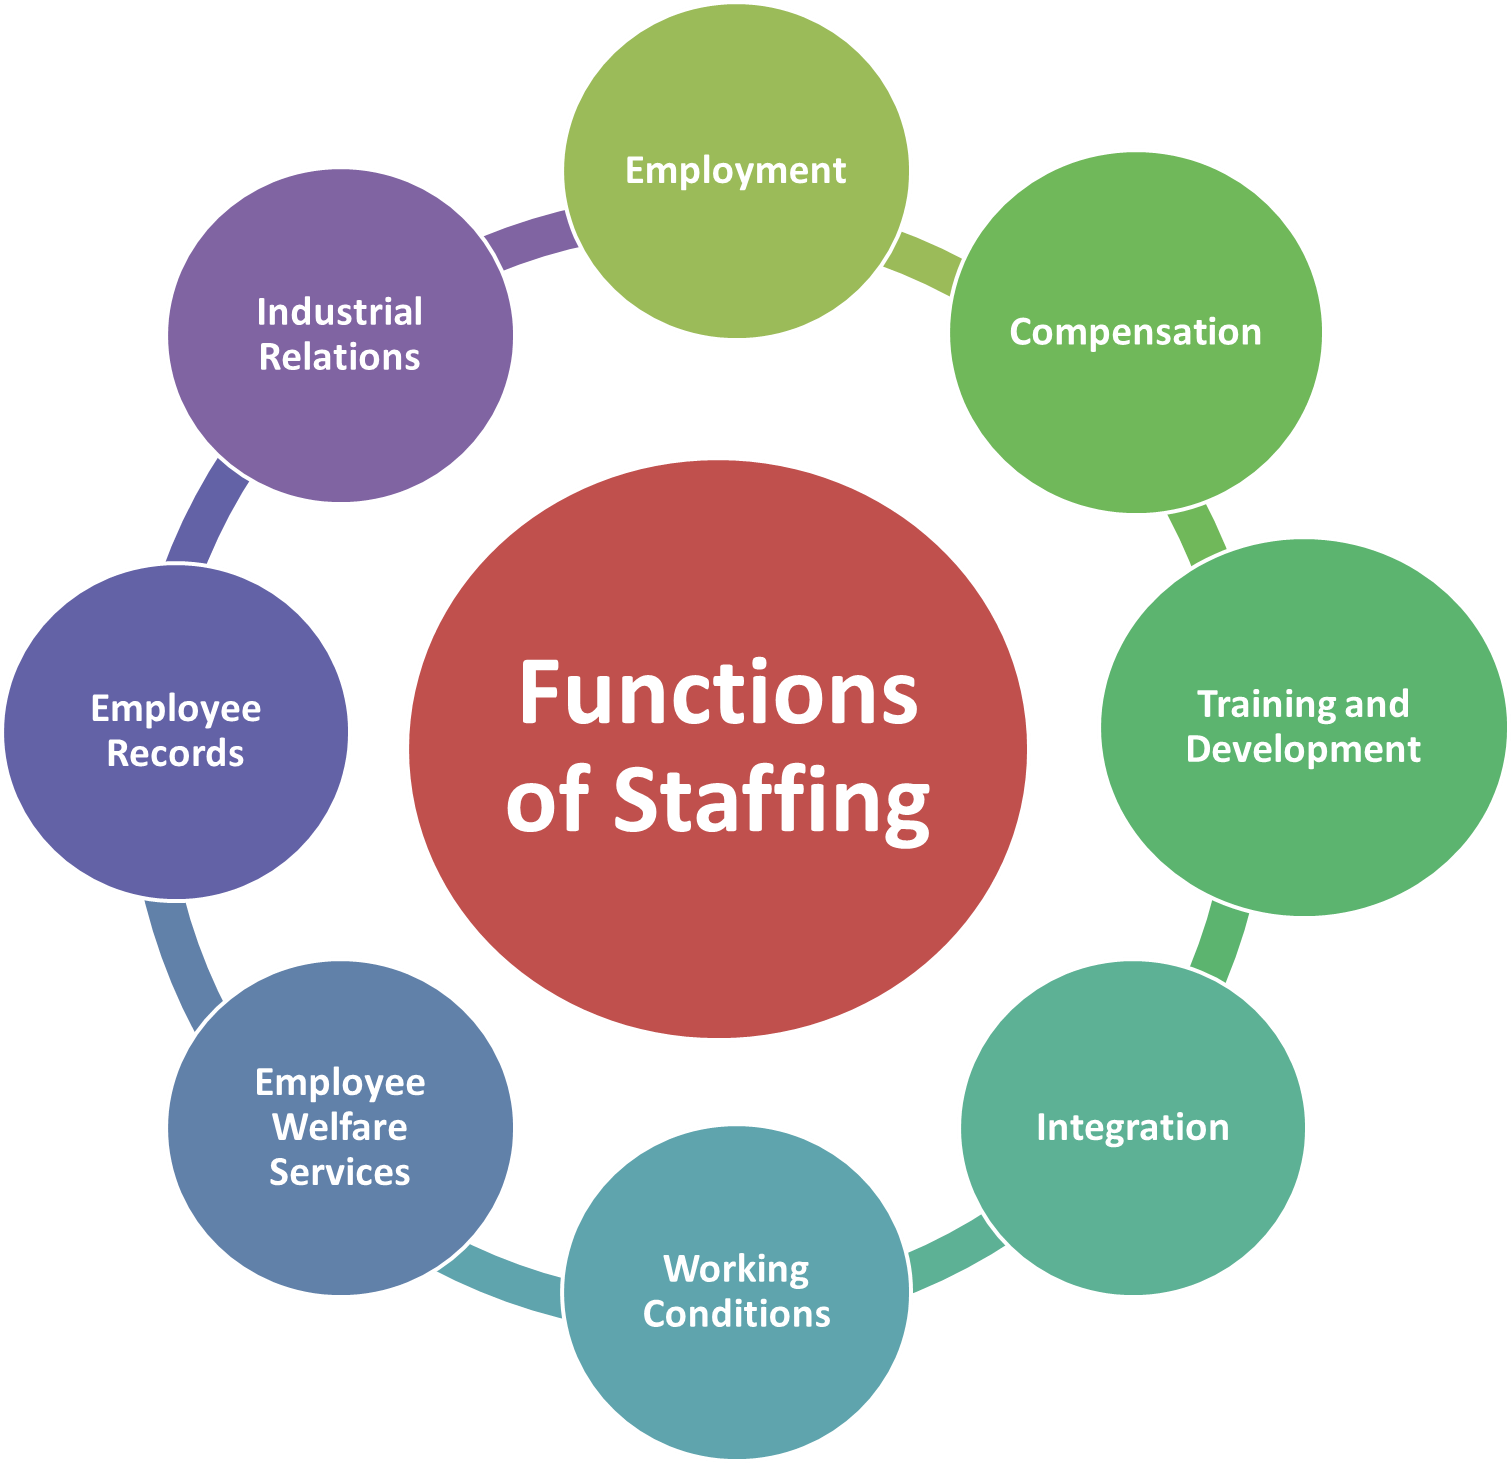 Employment
Compensation
Training and
Development
Integration
Working
Conditions
Employee
Welfare
Services
Employee
Records
Industrial
Relations
Functions
of Staffing